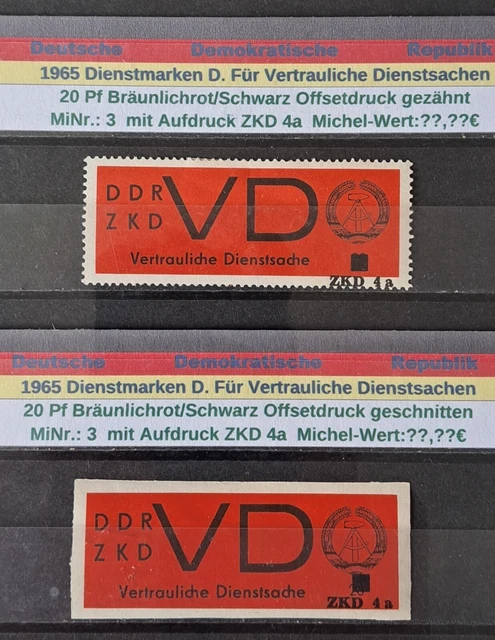 Deutsche Demokratische Republik
1965 Dienstmarken D. Für Vertrauliche Dienstsachen
20 Pf Bräunlichrot/Schwarz Offsetdruck gezähnt
MiNr.: 3 mit Aufdruck ZKD 4a Michel-Wert:??,??€
DDR VD
ZKD
Vertrauliche Dienstsache
ZKD 4a
Deutsche Demokratische Republik
1965 Dienstmarken D. Für Vertrauliche Dienstsachen
20 Pf Bräunlichrot/Schwarz Offsetdruck geschnitten
MiNr.: 3 mit Aufdruck ZKD 4a Michel-Wert:??,??€
DDR VD
ZKD
Vertrauliche Dienstsache
ZKD 4a